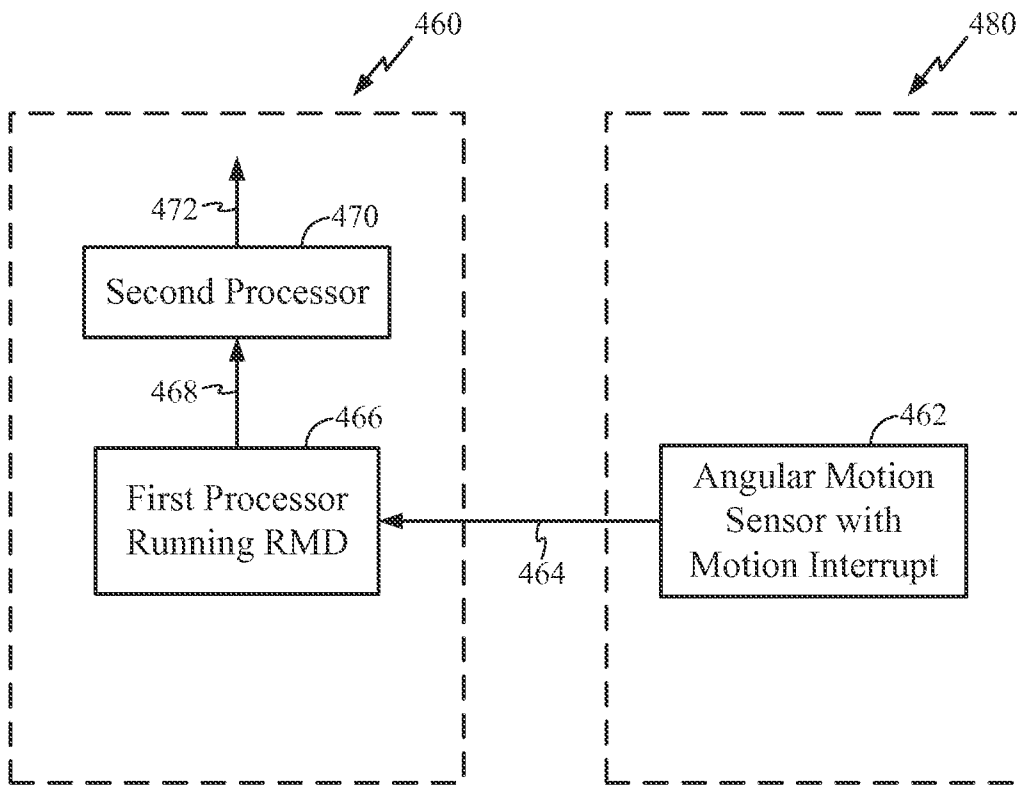 460
480
472
470
Second Processor
468
466
462
First Processor
Running RMD
Angular Motion
Sensor with
Motion Interrupt
464